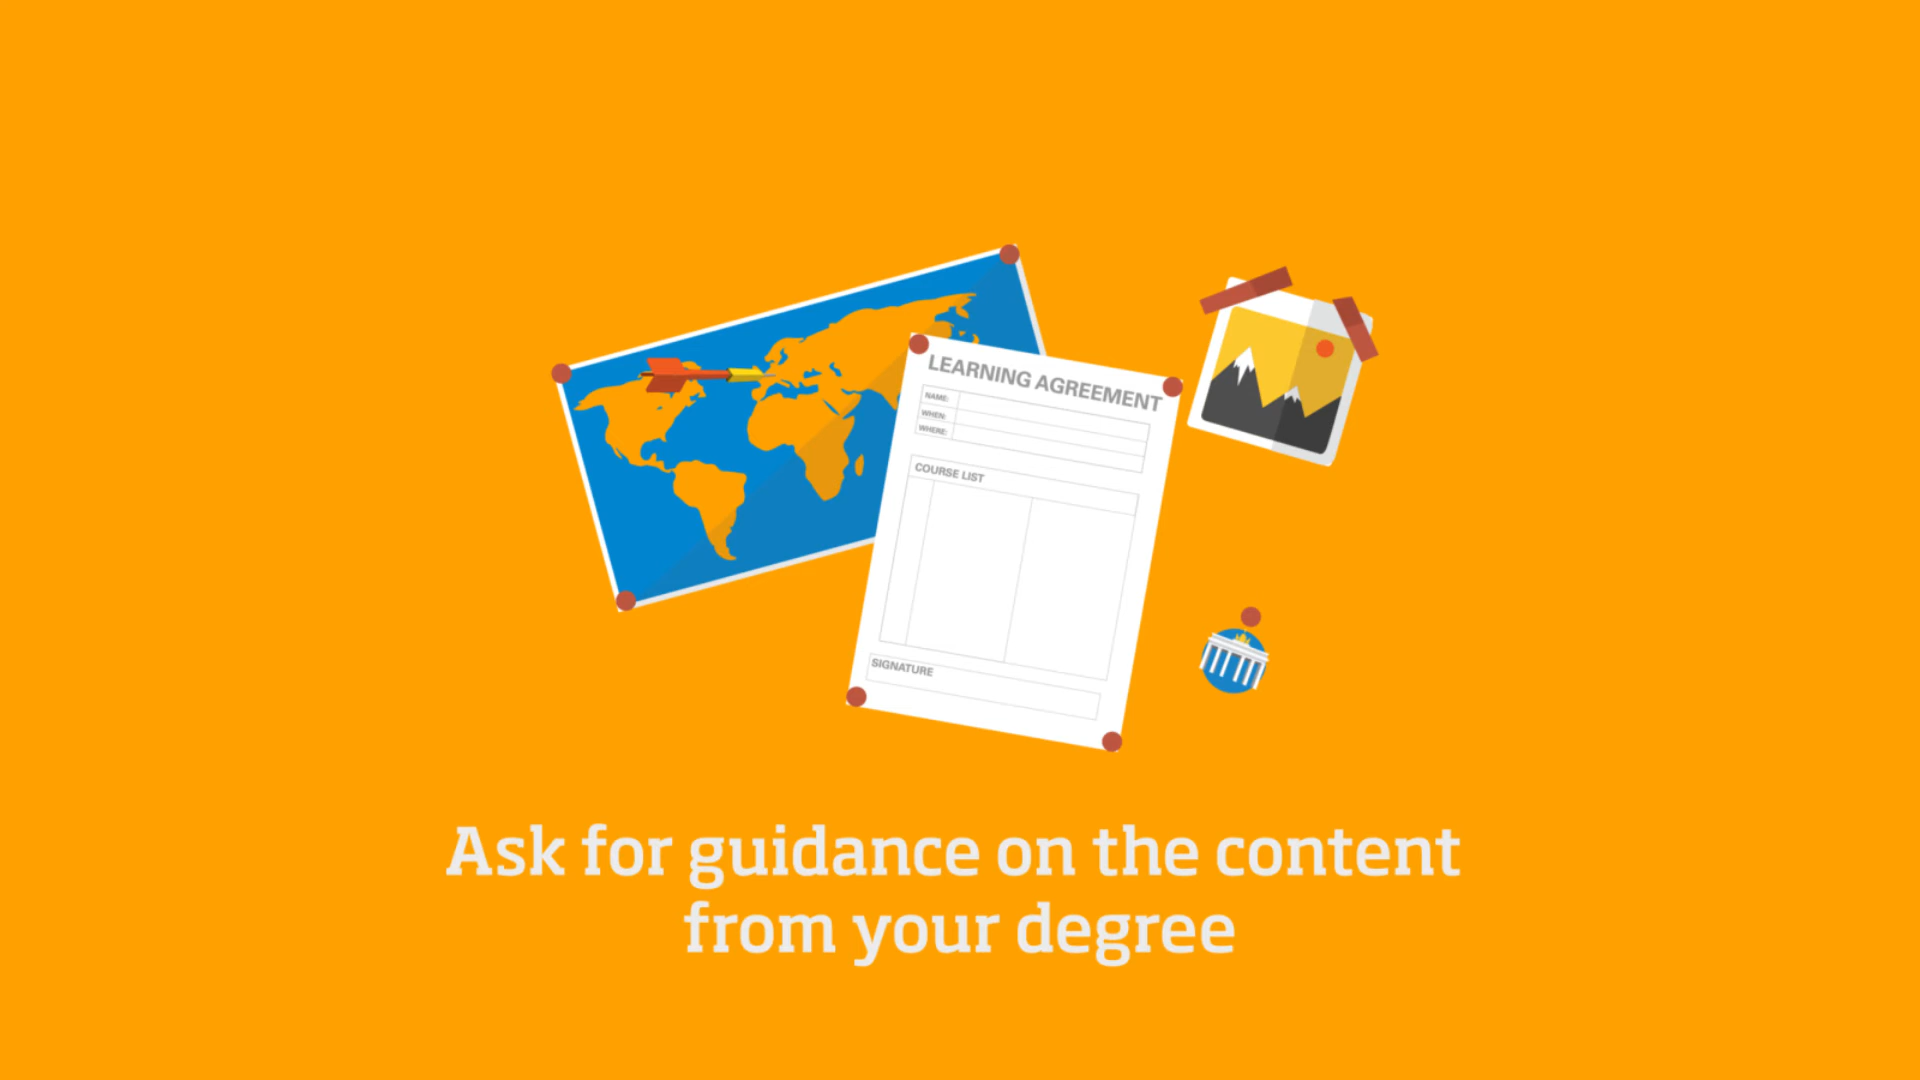 LEARNING AGREEMENT
NAME:
WHEN:
WHERE:
COURSE LIST
SIGNATURE
Ask for guidance on the content
from your degree